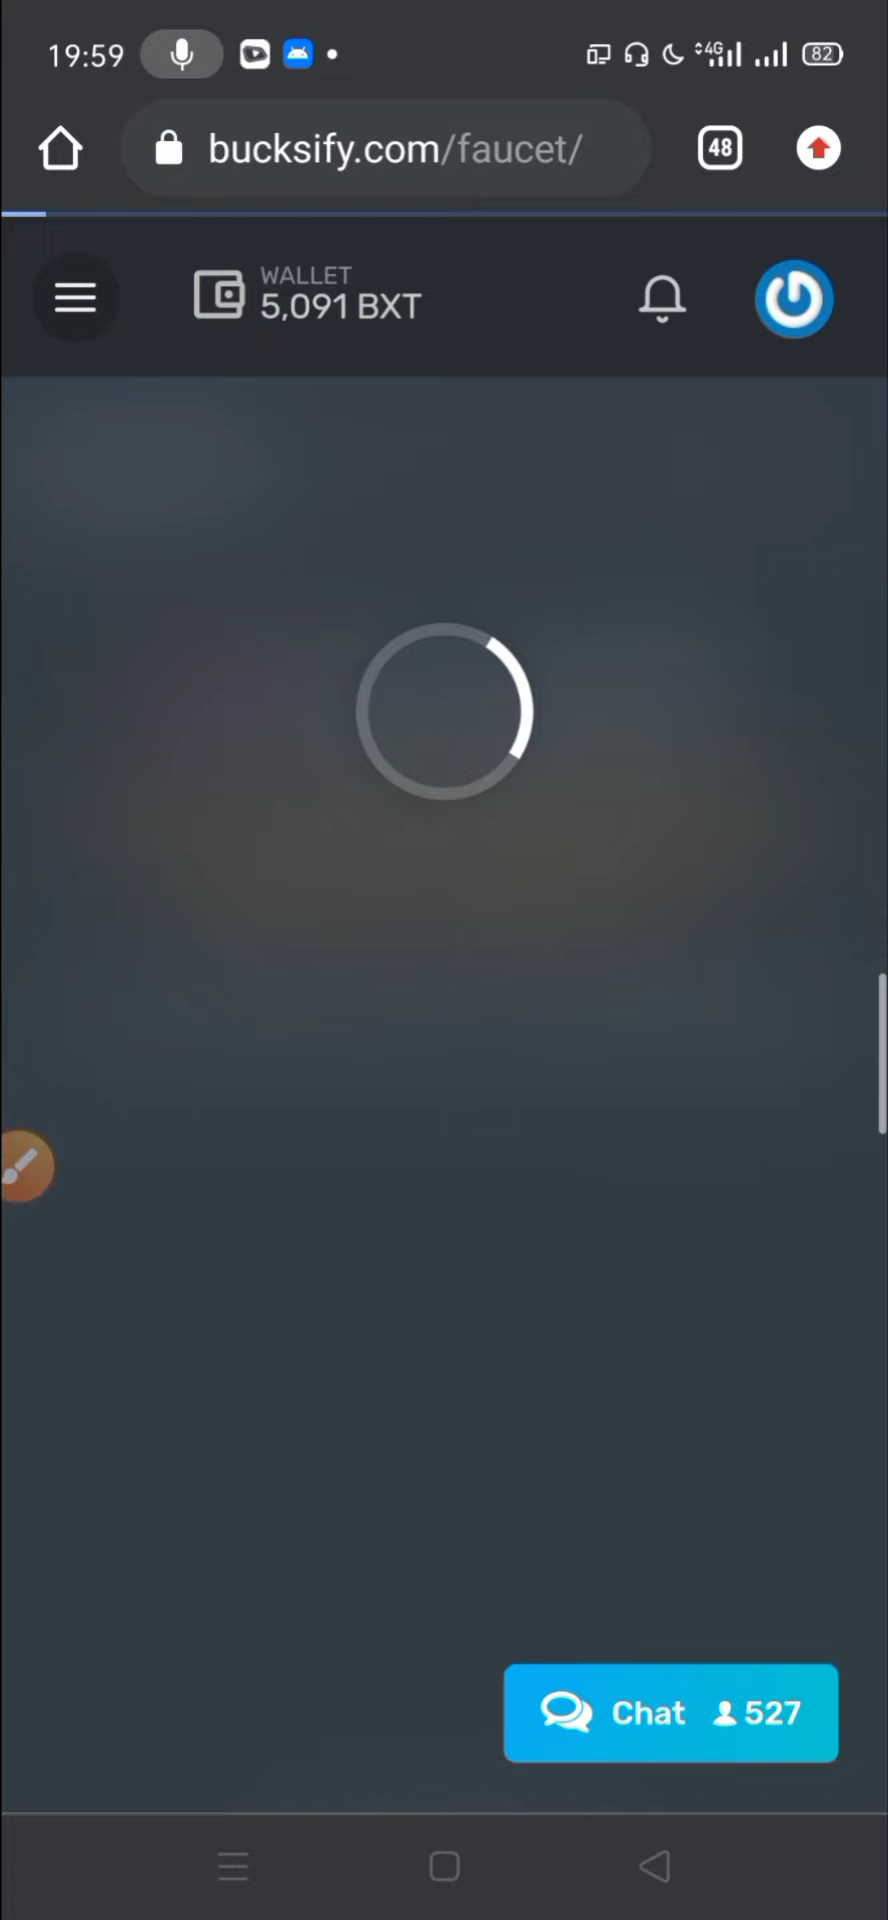 19:59
4G
82
bucksify.com/faucet/
48
WALLET
5,091 BXT
Chat 527